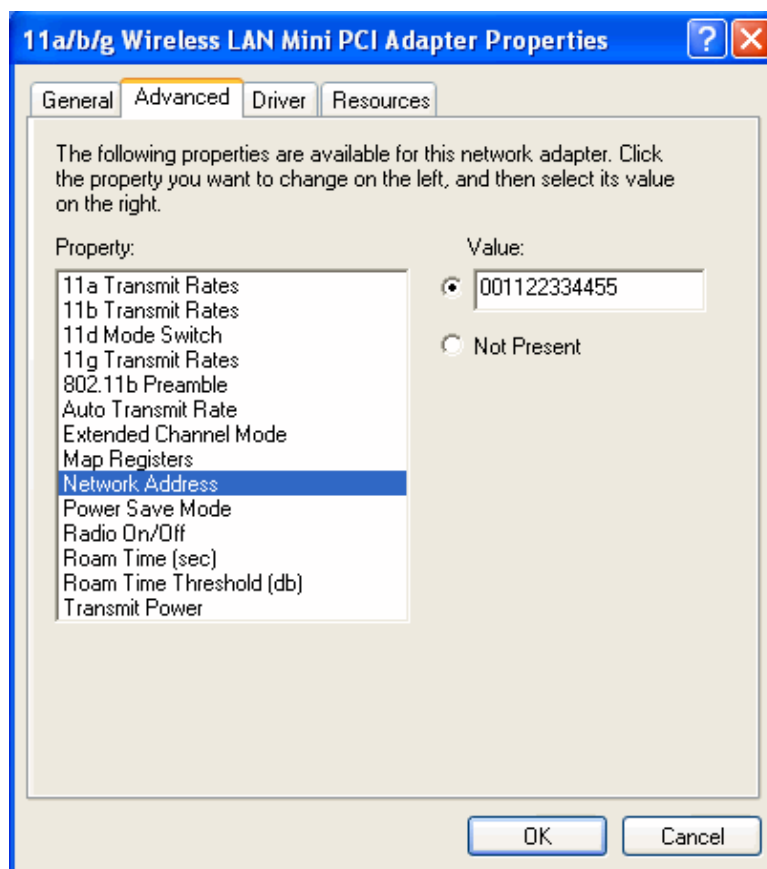 11a/b/g Wireless LAN Mini PCI Adapter Properties
General Advanced Driver Resources
The following properties are available for this network adapter. Click
the property you want to change on the left, and then select its value
on the right.
Property:
Value:
11a Transmit Rates
11b Transmit Rates
11d Mode Switch
11g Transmit Rates
802.11b Preamble
Auto Transmit Rate
Extended Channel Mode
Map Registers
Network Address
Power Save Mode
Radio On/Off
Roam Time (sec)
Roam Time Threshold (db)
Transmit Power
001122334455
Not Present
OK Cancel